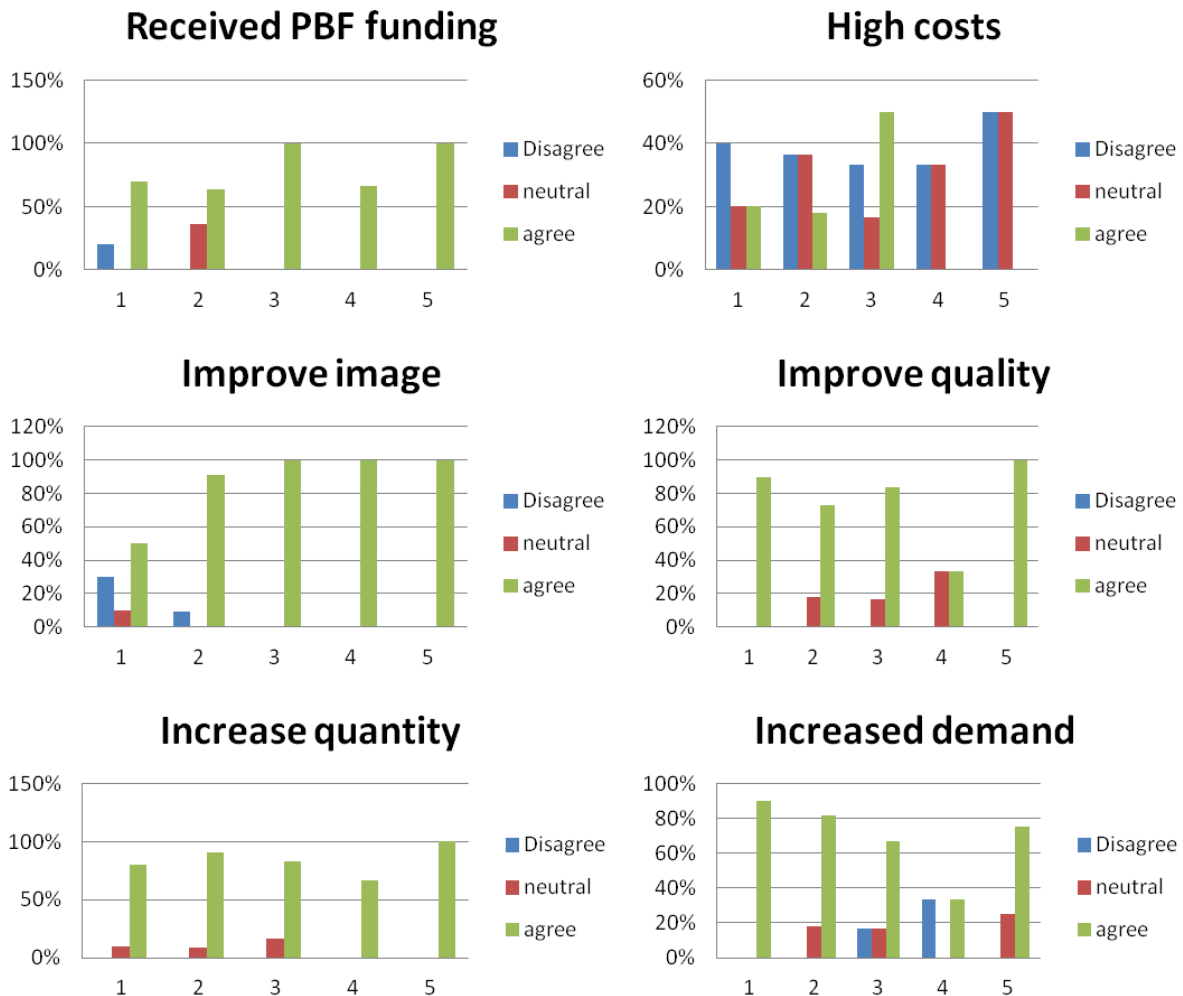 Received PBF funding
150%
100%
50%
0%
1 2 3 4 5
Disagree
neutral
agree
High costs
60%
40%
20%
0%
1 2 3 4 5
Disagree
neutral
agree
Improve image
120%
100%
80%
60%
40%
20%
0%
1 2 3 4 5
Disagree
neutral
agree
Improve quality
120%
100%
80%
60%
40%
20%
0%
1 2 3 4 5
Disagree
neutral
agree
Increase quantity
150%
100%
50%
0%
1 2 3 4 5
Disagree
neutral
agree
Increased demand
100%
80%
60%
40%
20%
0%
1 2 3 4 5
Disagree
neutral
agree